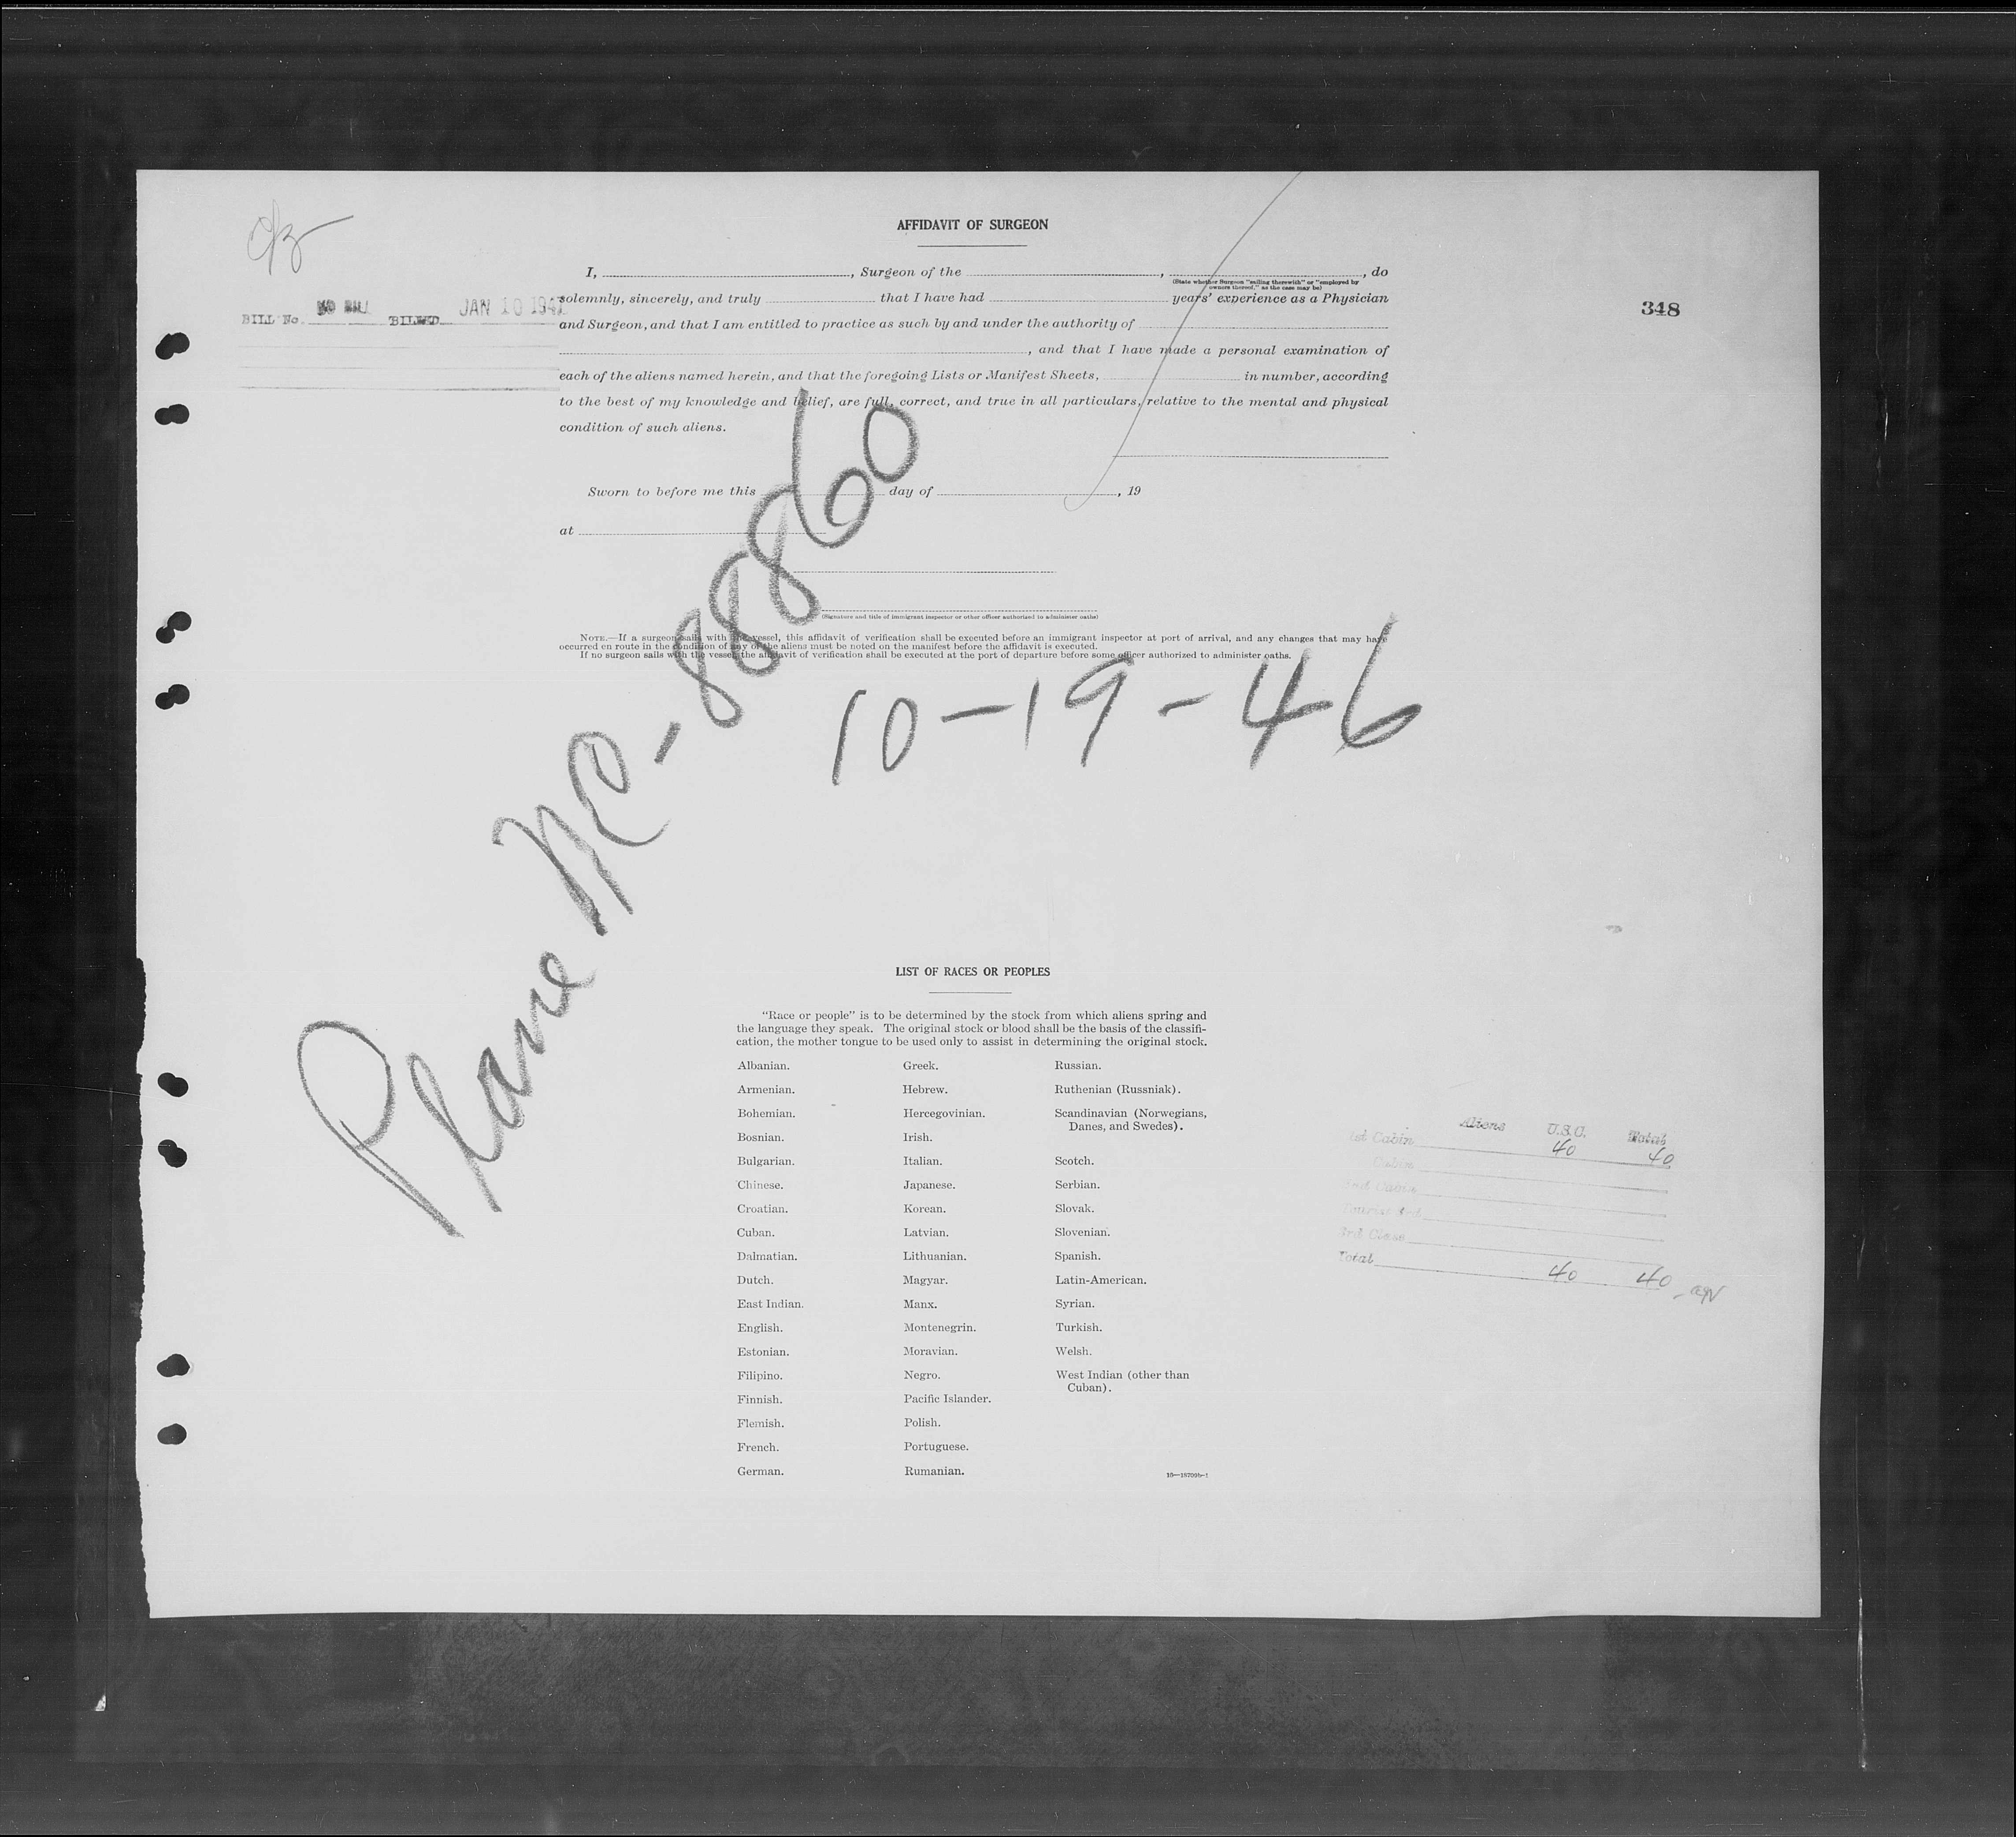 AFFIDAVIT OF SURGEON
I, , Surgeon of the , , do
(State whether Surgeon "sailing therewith" or "employed by
owners thereof," as the case may be)
solemnly, sincerely, and truly that I have had years' experience as a Physician
and Surgeon, and that I am entitled to practice as such by and under the authority of
, and that I have made a personal examination of
each of the aliens named herein, and that the foregoing Lists or Manifest Sheets, in number, according
to the best of my knowledge and belief, are full, correct, and true in all particulars, relative to the mental and physical
condition of such aliens.
BILL No. NO BILL BILLED JAN 10 194
348
Sworn to before me this day of , 19
at
(Signature and title of immigrant inspector or other officer authorized to administer oaths)
NOTE.—If a surgeon sails with the vessel, this affidavit of verification shall be executed before an immigrant inspector at port of arrival, and any changes that may have
occurred en route in the condition of any of the aliens must be noted on the manifest before the affidavit is executed.
If no surgeon sails with the vessel, the affidavit of verification shall be executed at the port of departure before some officer authorized to administer oaths.
Plane NC-88860
10-19-46
LIST OF RACES OR PEOPLES
"Race or people" is to be determined by the stock from which aliens spring and
the language they speak. The original stock or blood shall be the basis of the classifi-
cation, the mother tongue to be used only to assist in determining the original stock.
Albanian.
Armenian.
Bohemian.
Bosnian.
Bulgarian.
Chinese.
Croatian.
Cuban.
Dalmatian.
Dutch.
East Indian.
English.
Estonian.
Filipino.
Finnish.
Flemish.
French.
German.
Greek.
Hebrew.
Hercegovinian.
Irish.
Italian.
Japanese.
Korean.
Latvian.
Lithuanian.
Magyar.
Manx.
Montenegrin.
Moravian.
Negro.
Pacific Islander.
Polish.
Portuguese.
Rumanian.
Russian.
Ruthenian (Russniak).
Scandinavian (Norwegians,
Danes, and Swedes).
Scotch.
Serbian.
Slovak.
Slovenian.
Spanish.
Latin-American.
Syrian.
Turkish.
Welsh.
West Indian (other than
Cuban).
Aliens U.S.C. Total
1st Cabin 40 40
Cabin
2nd Cabin
Tourist 3rd
3rd Class
Total 40 40